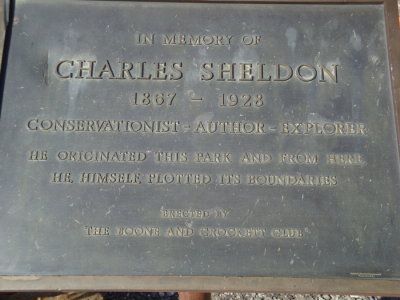 IN MEMORY OF
CHARLES SHELDON
1867 – 1928
CONSERVATIONIST - AUTHOR - EXPLORER
HE ORIGINATED THIS PARK AND FROM HERE,
HE, HIMSELF, PLOTTED ITS BOUNDARIES
ERECTED BY
"THE BOONE AND CROCKETT CLUB"